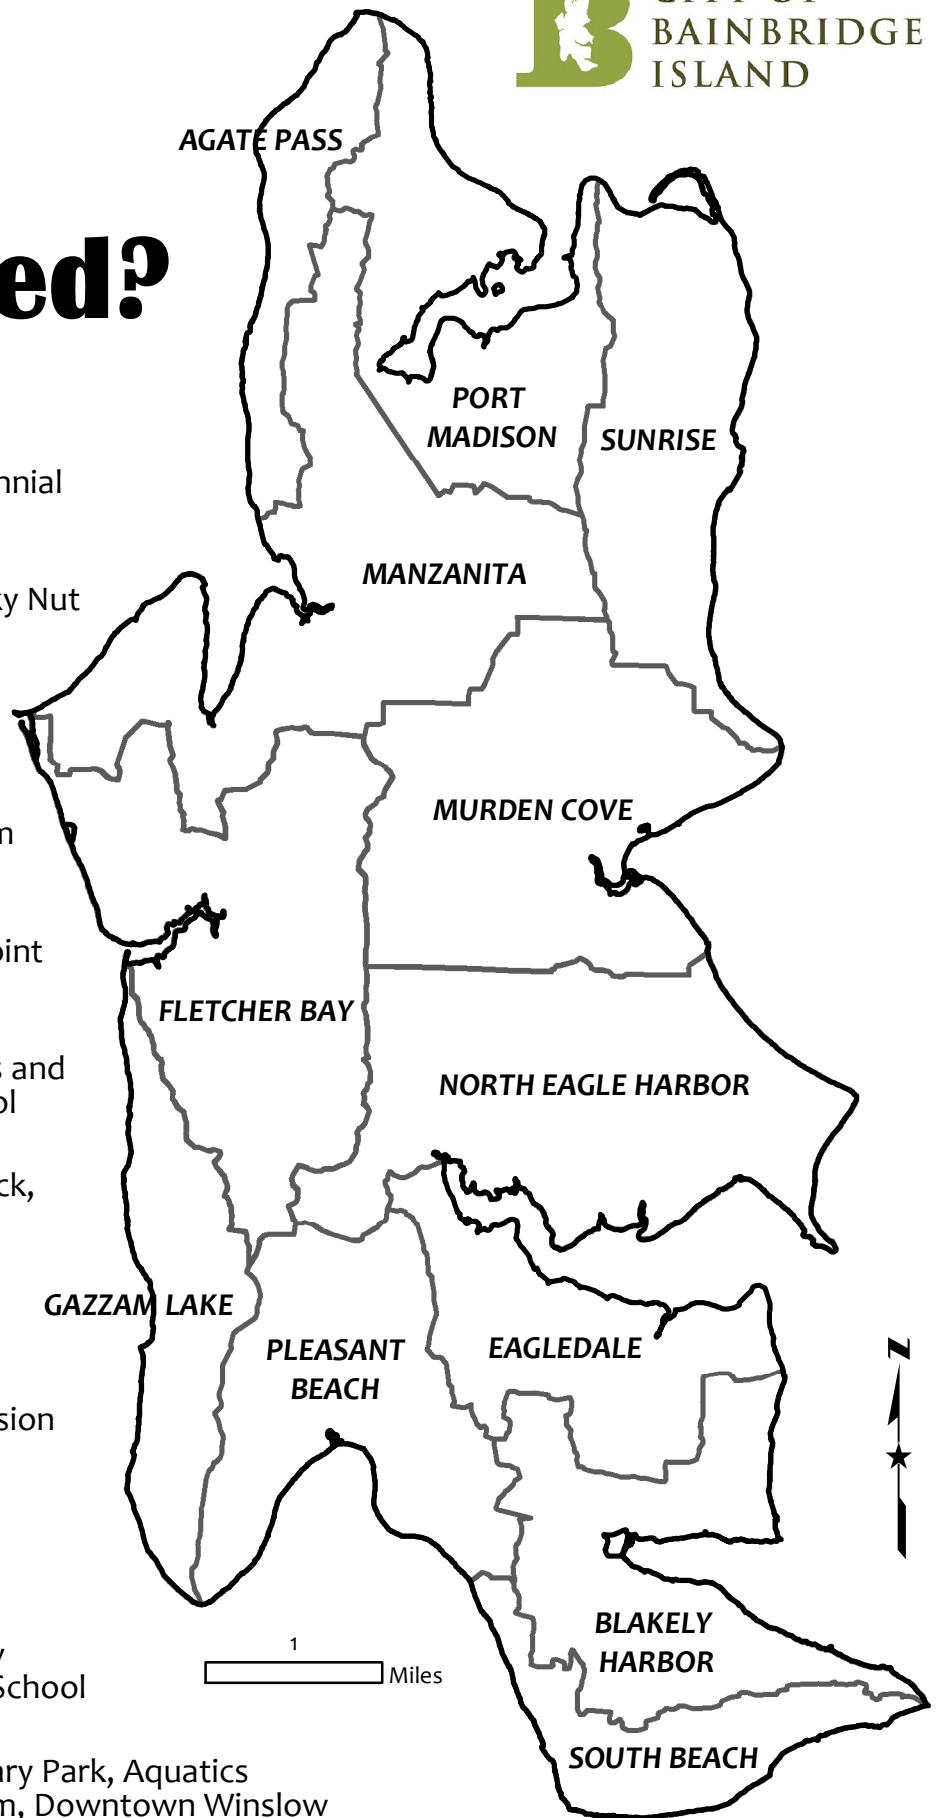 BAINBRIDGE
ISLAND
AGATE PASS
ed?
PORT
MADISON
SUNRISE
nnial
MANZANITA
y Nut
MURDEN COVE
m
oint
FLETCHER BAY
s and
ol
NORTH EAGLE HARBOR
ck,
GAZZAM LAKE
PLEASANT
BEACH
EAGLEDALE
N
sion
BLAKELY
HARBOR
1
Miles
y
School
SOUTH BEACH
ary Park, Aquatics
m, Downtown Winslow